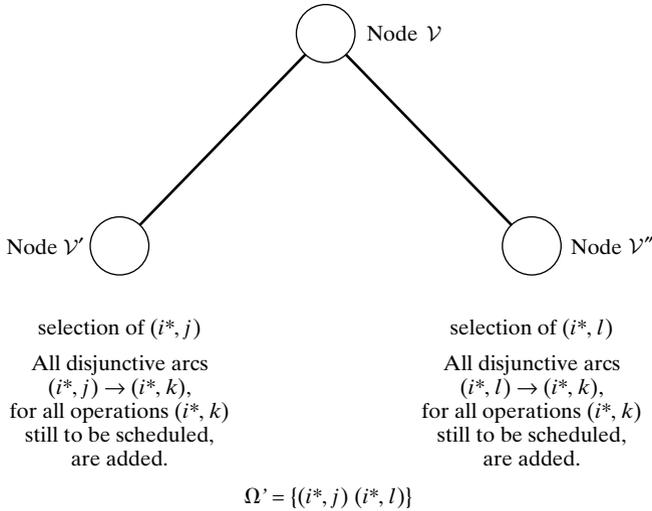 Node 𝒱
Node 𝒱′
Node 𝒱″
selection of (i*, j)
All disjunctive arcs
(i*, j) → (i*, k),
for all operations (i*, k)
still to be scheduled,
are added.
selection of (i*, l)
All disjunctive arcs
(i*, l) → (i*, k),
for all operations (i*, k)
still to be scheduled,
are added.
Ω’ = {(i*, j) (i*, l)}